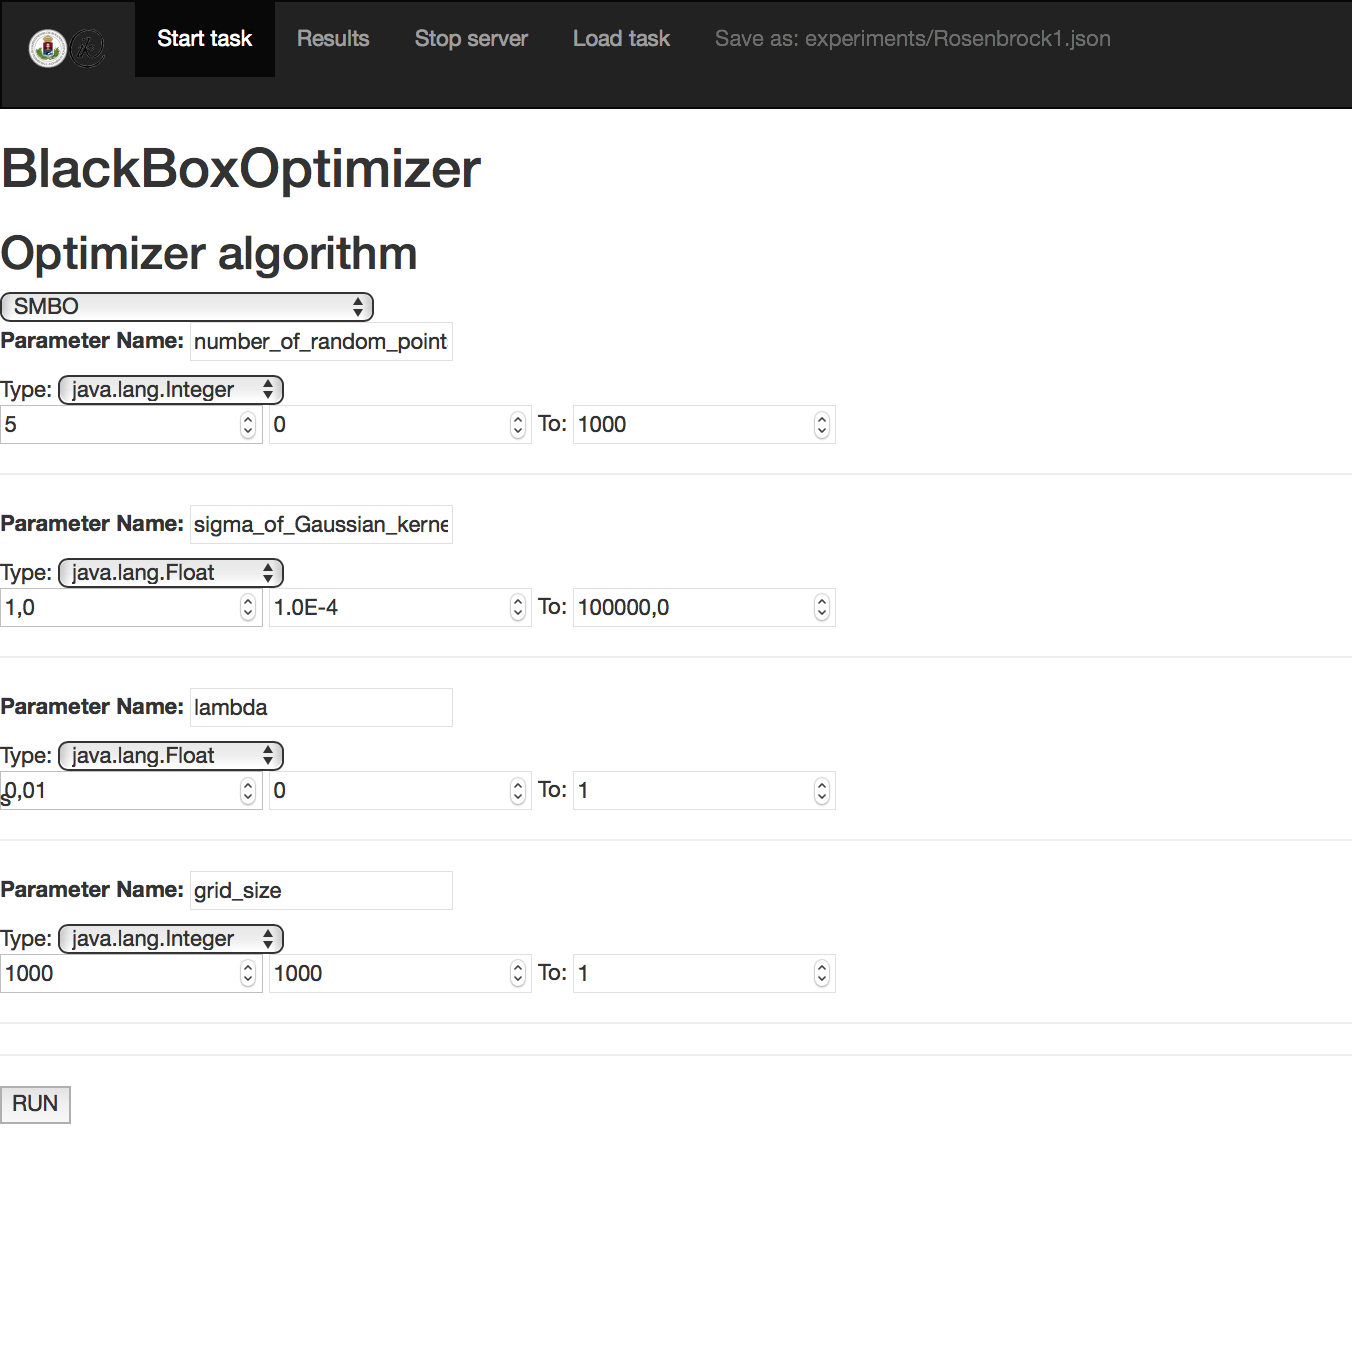 Start task Results Stop server Load task Save as: experiments/Rosenbrock1.json
BlackBoxOptimizer
Optimizer algorithm
SMBO
Parameter Name: number_of_random_point
Type: java.lang.Integer
5 0 To: 1000
Parameter Name: sigma_of_Gaussian_kerne
Type: java.lang.Float
1,0 1.0E-4 To: 100000,0
Parameter Name: lambda
Type: java.lang.Float
0,01 0 To: 1
s
Parameter Name: grid_size
Type: java.lang.Integer
1000 1000 To: 1
RUN